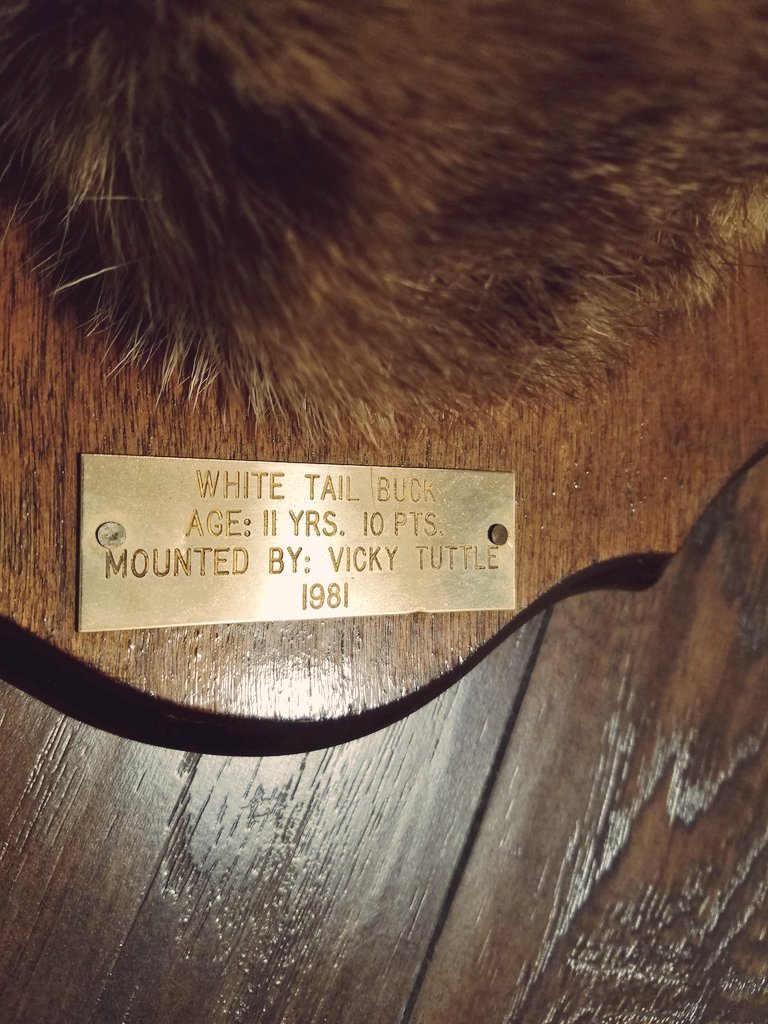 WHITE TAIL BUCK
AGE: 11 YRS. 10 PTS.
MOUNTED BY: VICKY TUTTLE
1981